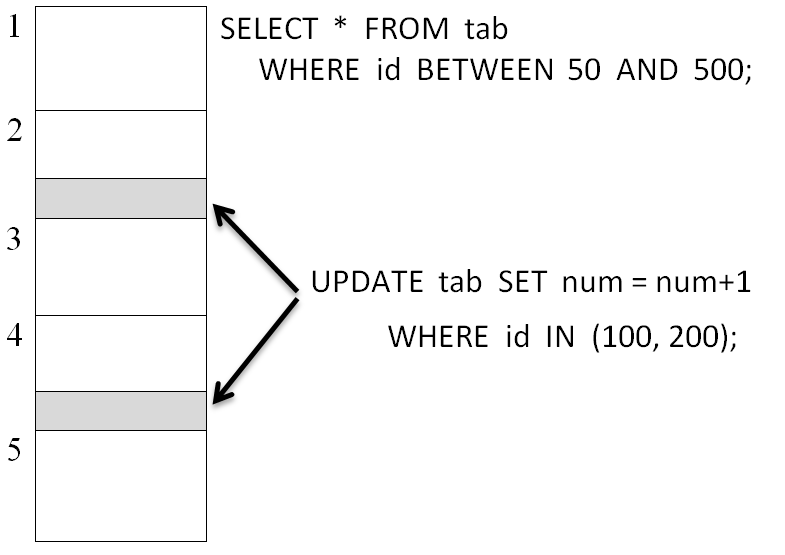 1
SELECT * FROM tab
WHERE id BETWEEN 50 AND 500;
2
3
UPDATE tab SET num = num+1
4
WHERE id IN (100, 200);
5